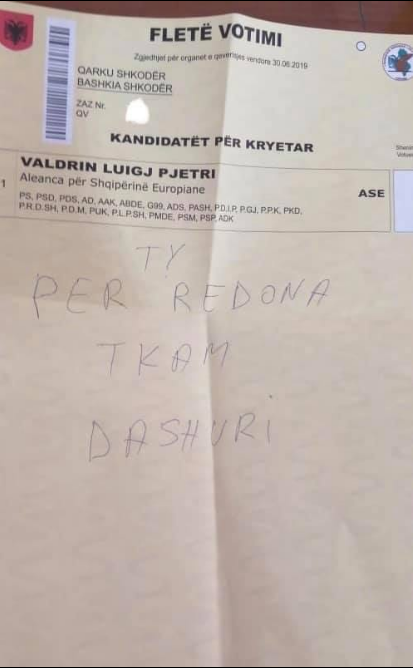 FLETË VOTIMI
Zgjedhjet për organet e qeverisjes vendore 30.06.2019
QARKU SHKODËR
BASHKIA SHKODËR
ZAZ Nr.
QV
KANDIDATËT PËR KRYETAR
1
VALDRIN LUIGJ PJETRI
Aleanca për Shqipërinë Europiane
ASE
PS, PSD, PDS, AD, AAK, ABDE, G99, ADS, PASH, P.D.I.P, P.GJ, P.P.K, PKD,
P.R.D.SH, P.D.M, PUK, P.L.P.SH, PMDE, PSM, PSP, ADK
TY
PER REDONA
TKAM
DASHURI